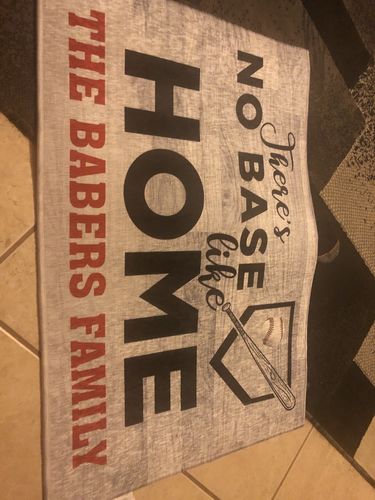 There's
NO BASE
like
HOME
THE BABERS FAMILY